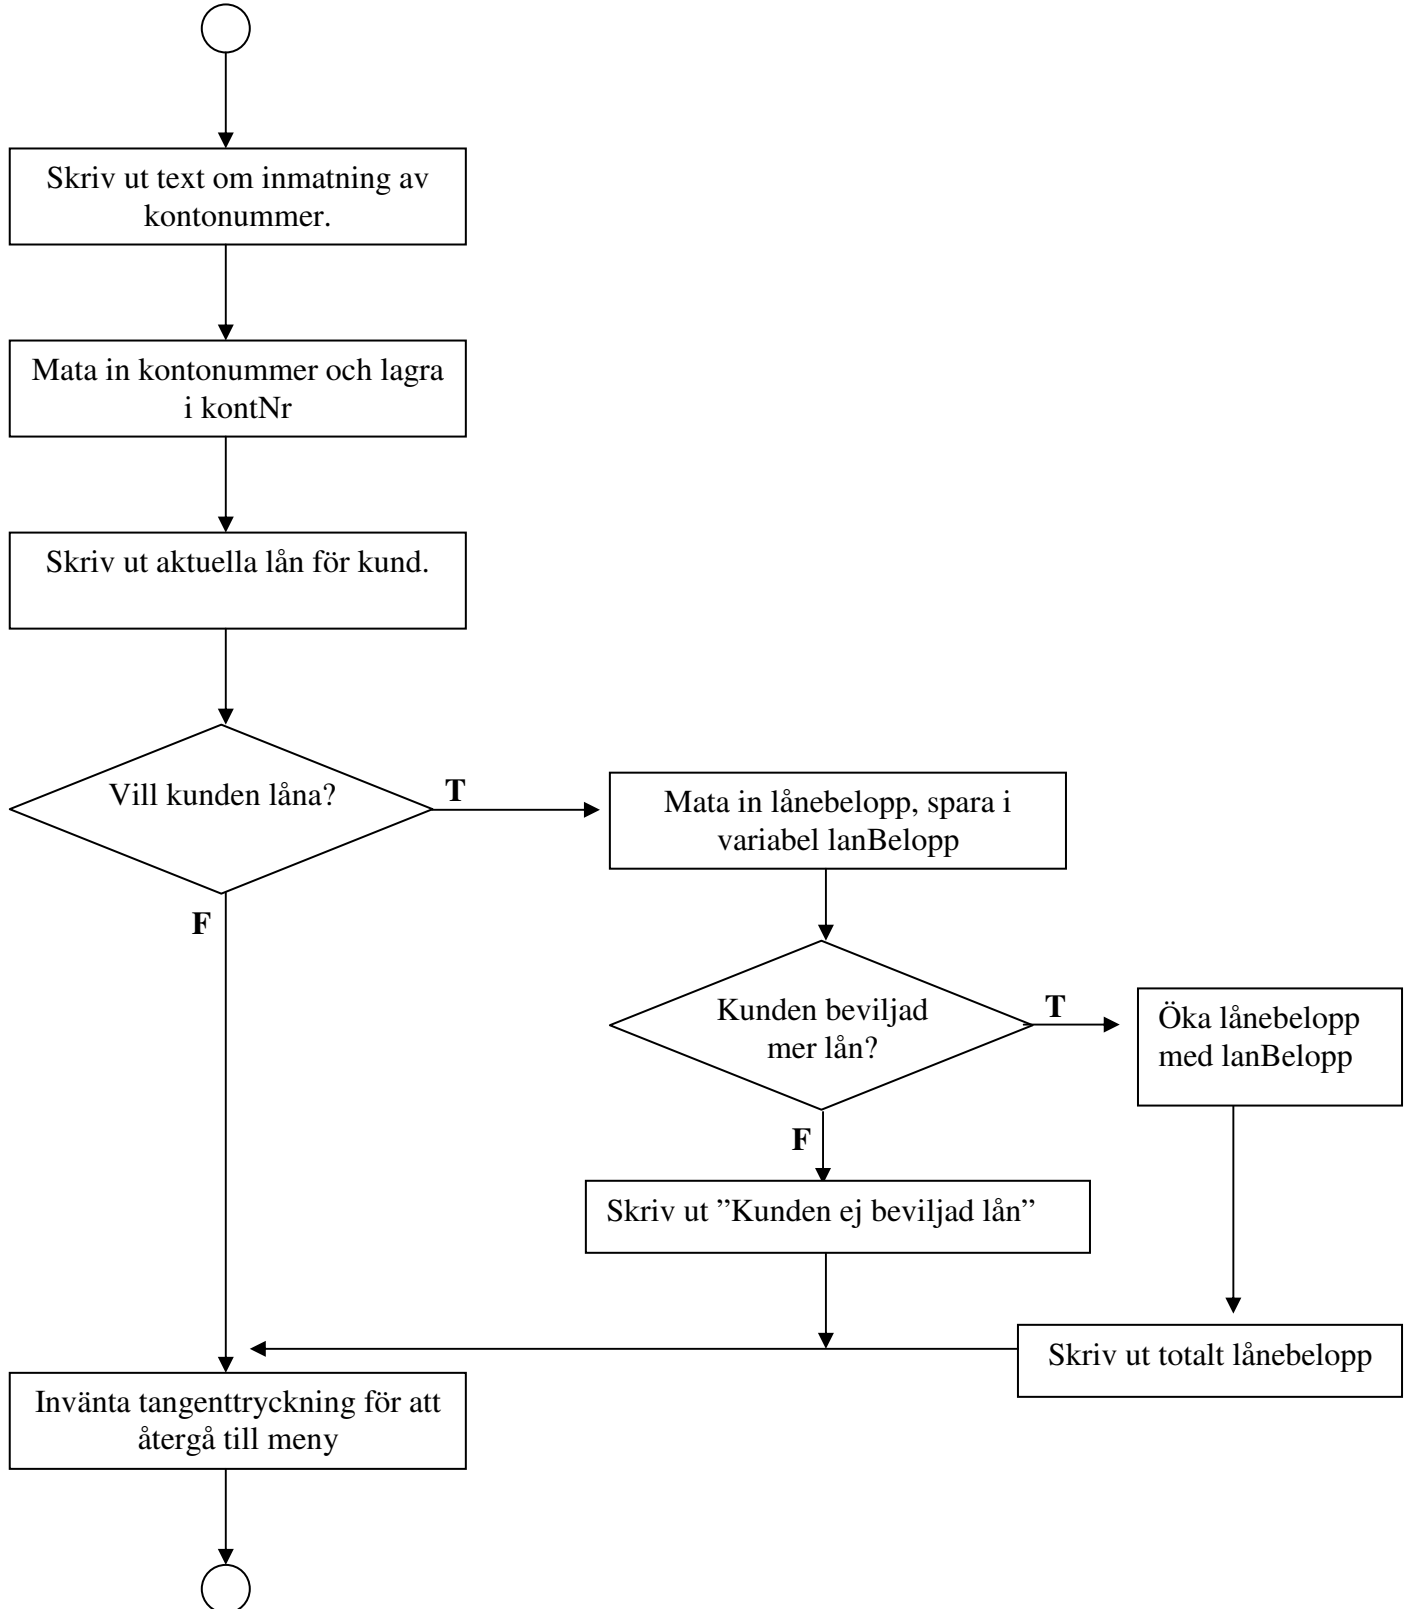 Skriv ut text om inmatning av
kontonummer.
Mata in kontonummer och lagra
i kontNr
Skriv ut aktuella lån för kund.
Vill kunden låna?
T
Mata in lånebelopp, spara i
variabel lanBelopp
F
Kunden beviljad
mer lån?
T
Öka lånebelopp
med lanBelopp
F
Skriv ut ”Kunden ej beviljad lån”
Skriv ut totalt lånebelopp
Invänta tangenttryckning för att
återgå till meny